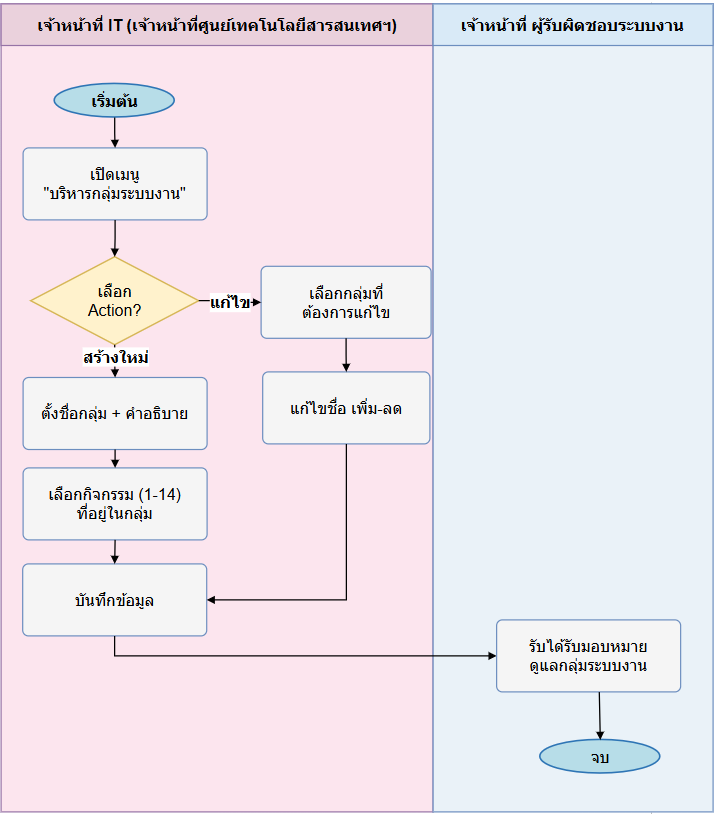 เจ้าหน้าที่ IT (เจ้าหน้าที่ศูนย์เทคโนโลยีสารสนเทศฯ)
เจ้าหน้าที่ ผู้รับผิดชอบระบบงาน
เริ่มต้น
เปิดเมนู
"บริหารกลุ่มระบบงาน"
เลือก
Action?
แก้ไข
เลือกกลุ่มที่
ต้องการแก้ไข
สร้างใหม่
แก้ไขชื่อ เพิ่ม-ลด
ตั้งชื่อกลุ่ม + คำอธิบาย
เลือกกิจกรรม (1-14)
ที่อยู่ในกลุ่ม
บันทึกข้อมูล
รับได้รับมอบหมาย
ดูแลกลุ่มระบบงาน
จบ